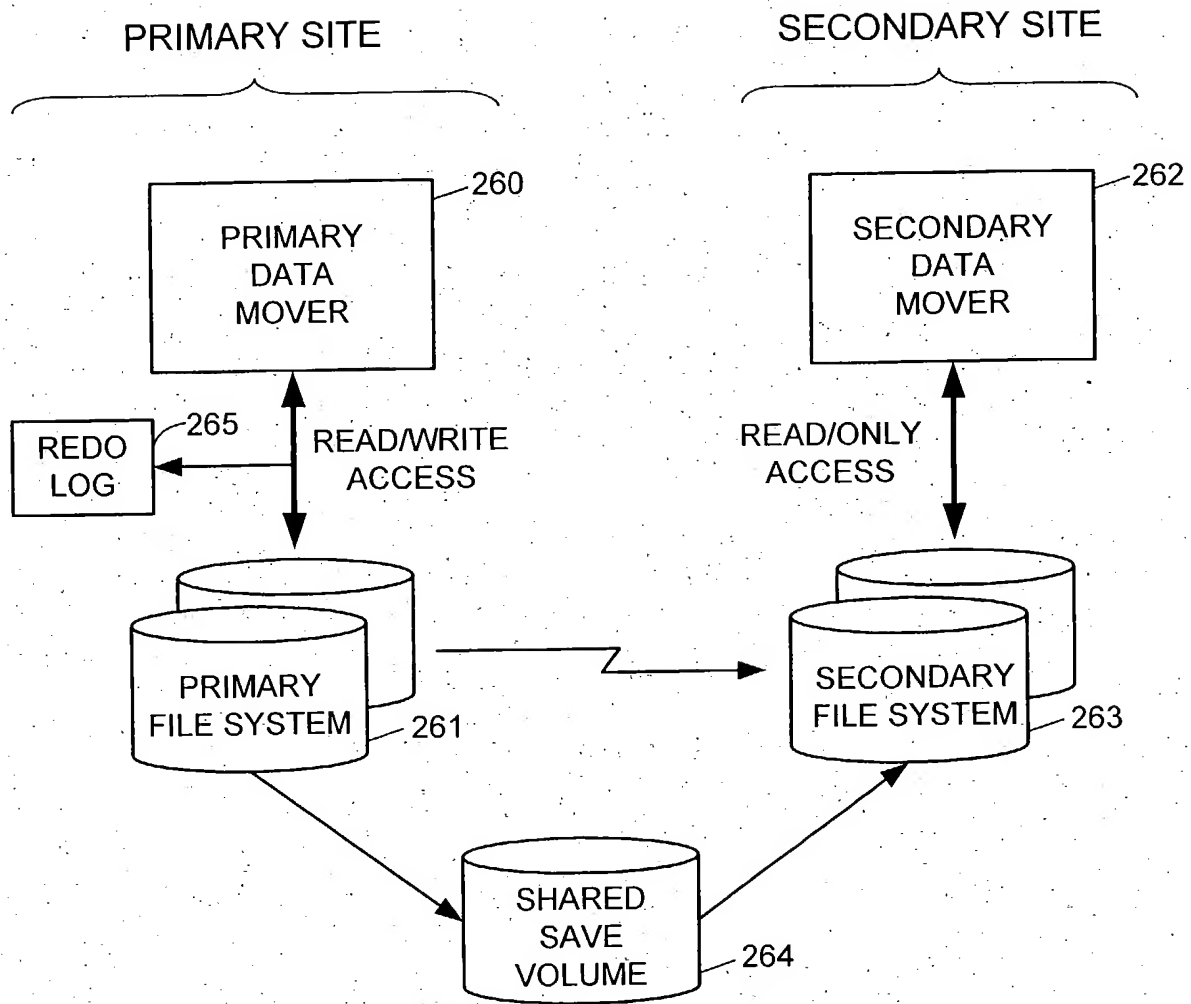 PRIMARY SITE
SECONDARY SITE
260
262
PRIMARY
DATA
MOVER
SECONDARY
DATA
MOVER
265
REDO
LOG
READ/WRITE
ACCESS
READ/ONLY
ACCESS
PRIMARY
FILE SYSTEM
261
SECONDARY
FILE SYSTEM
263
SHARED
SAVE
VOLUME
264